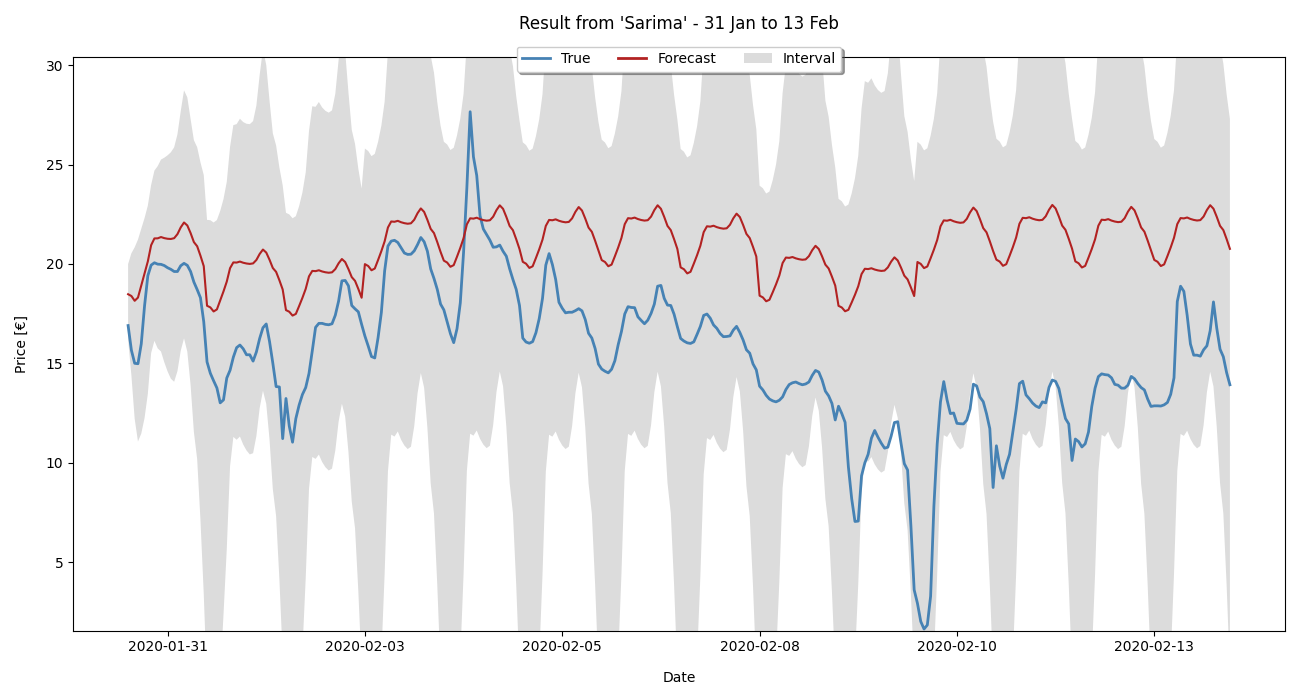 Result from 'Sarima' - 31 Jan to 13 Feb
True Forecast Interval
30
25
20
15
10
5
Price [€]
2020-01-31 2020-02-03 2020-02-05 2020-02-08 2020-02-10 2020-02-13
Date